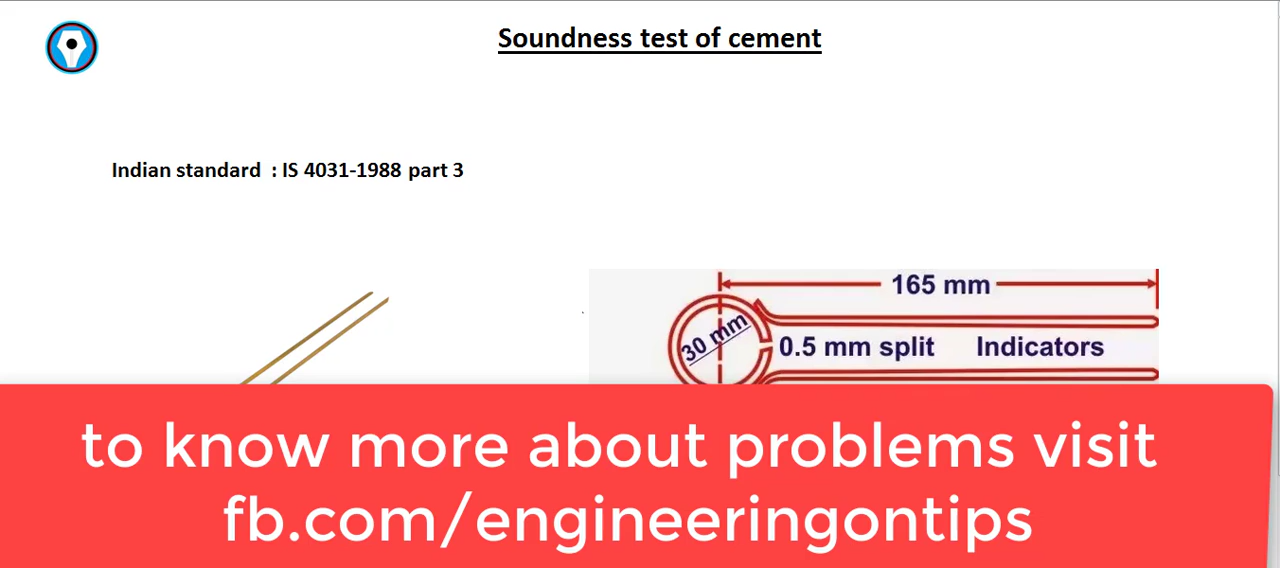 Soundness test of cement
Indian standard : IS 4031-1988 part 3
165 mm
30 mm
0.5 mm split Indicators
to know more about problems visit
fb.com/engineeringontips